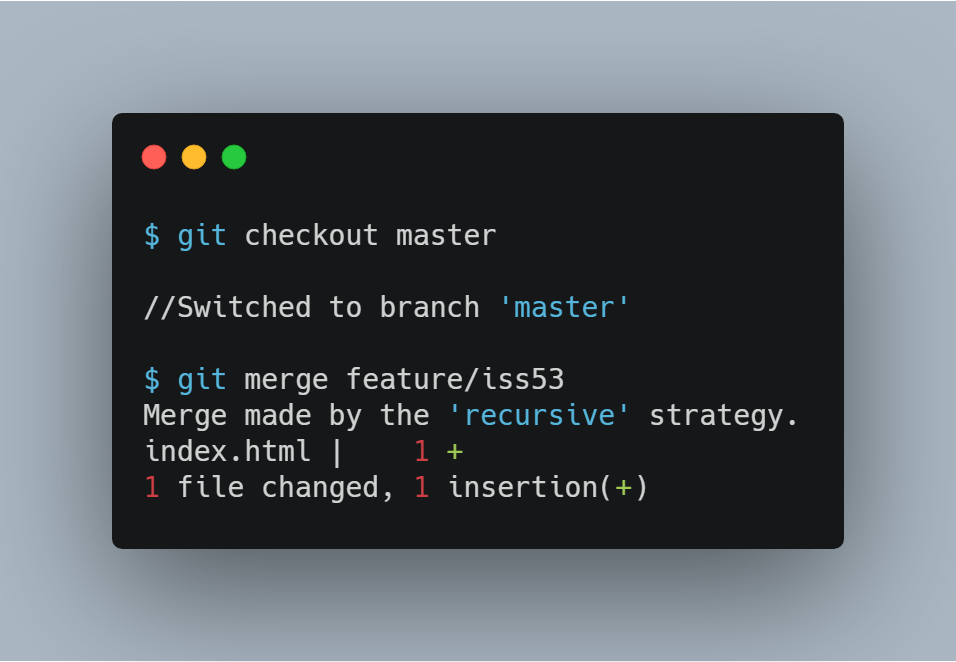 $ git checkout master
//Switched to branch 'master'
$ git merge feature/iss53
Merge made by the 'recursive' strategy.
index.html |    1 +
1 file changed, 1 insertion(+)